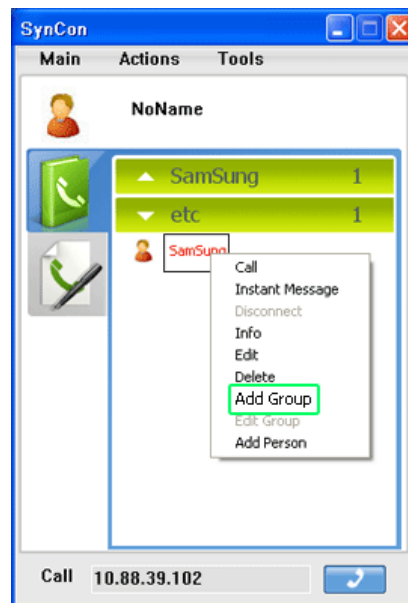 SynCon
Main Actions Tools
NoName
SamSung 1
etc 1
SamSung
Call
Instant Message
Disconnect
Info
Edit
Delete
Add Group
Edit Group
Add Person
Call 10.88.39.102